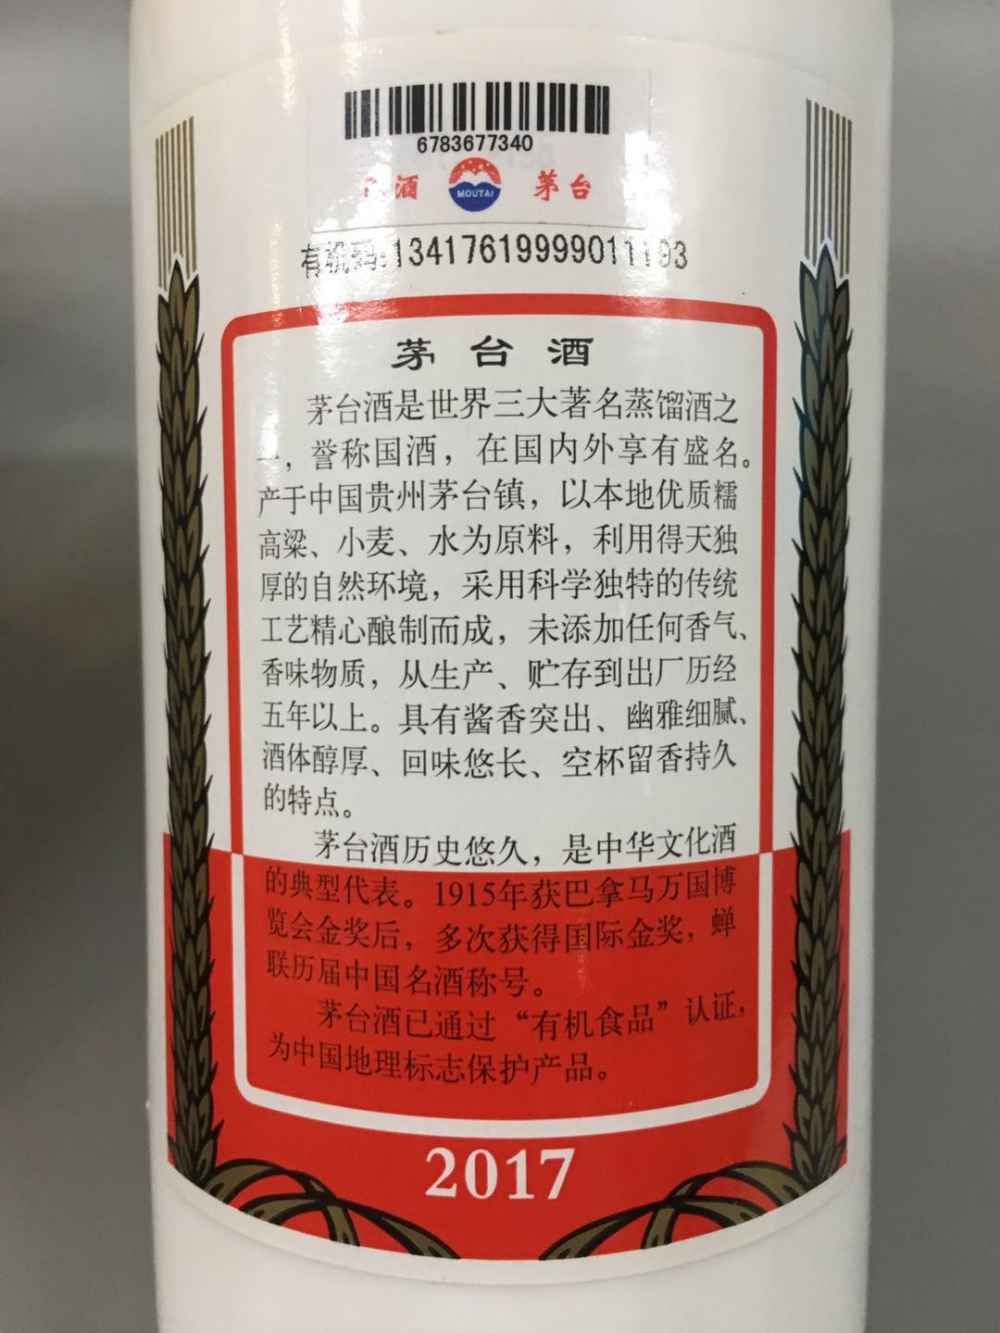 6783677340
酒 MOUTAI 茅台
有机码:13417619999011193
茅台酒
茅台酒是世界三大著名蒸馏酒之
一，誉称国酒，在国内外享有盛名。
产于中国贵州茅台镇，以本地优质糯
高粱、小麦、水为原料，利用得天独
厚的自然环境，采用科学独特的传统
工艺精心酿制而成，未添加任何香气、
香味物质，从生产、贮存到出厂历经
五年以上。具有酱香突出、幽雅细腻、
酒体醇厚、回味悠长、空杯留香持久
的特点。
茅台酒历史悠久，是中华文化酒
的典型代表。1915年获巴拿马万国博
览会金奖后，多次获得国际金奖，蝉
联历届中国名酒称号。
茅台酒已通过“有机食品”认证，
为中国地理标志保护产品。
2017